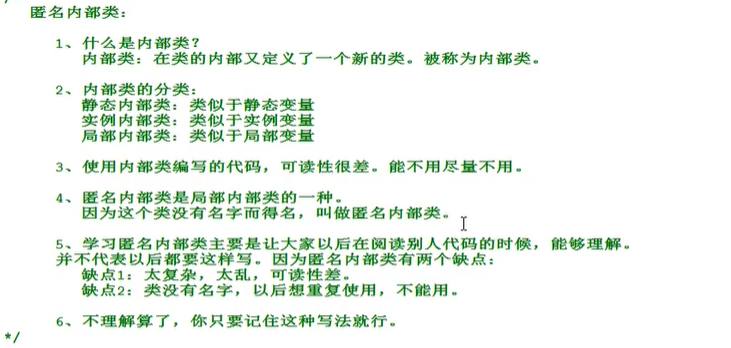 匿名内部类:
1、什么是内部类?
内部类: 在类的内部又定义了一个新的类。被称为内部类。
2、内部类的分类:
静态内部类: 类似于静态变量
实例内部类: 类似于实例变量
局部内部类: 类似于局部变量
3、使用内部类编写的代码, 可读性很差。能不用尽量不用。
4、匿名内部类是局部内部类的一种。
因为这个类没有名字而得名, 叫做匿名内部类。
5、学习匿名内部类主要是让大家以后在阅读别人代码的时候, 能够理解。
并不代表以后都要这样写。因为匿名内部类有两个缺点:
缺点1: 太复杂, 太乱, 可读性差。
缺点2: 类没有名字, 以后想重复使用, 不能用。
6、不理解算了, 你只要记住这种写法就行。
*/